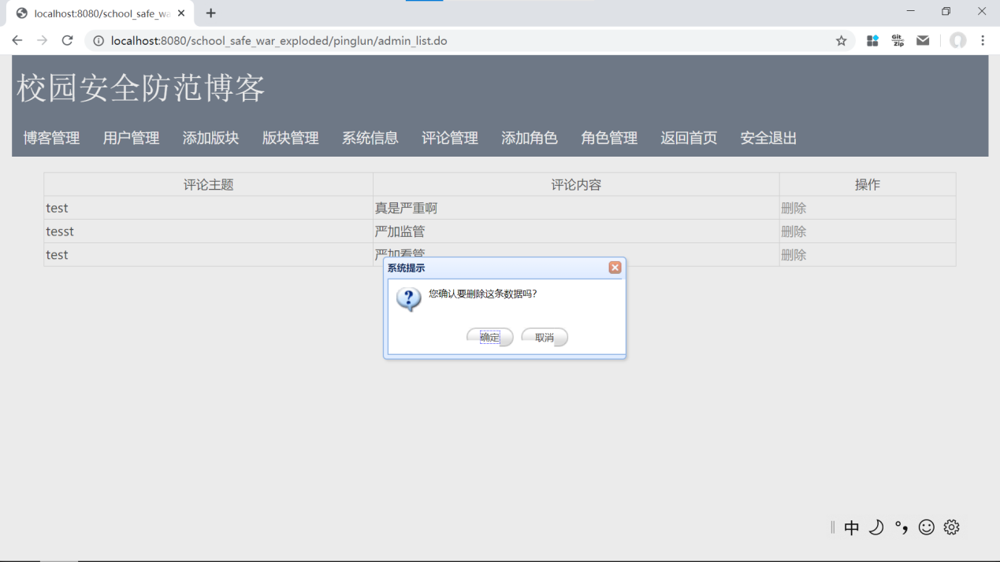 localhost:8080/school_safe_wa
localhost:8080/school_safe_war_exploded/pinglun/admin_list.do
Git
Zip
校园安全防范博客
博客管理 用户管理 添加版块 版块管理 系统信息 评论管理 添加角色 角色管理 返回首页 安全退出
评论主题 评论内容 操作
test 真是严重啊 删除
tesst 严加监管 删除
test 严加看管 删除
系统提示
您确认要删除这条数据吗?
确定 取消
中